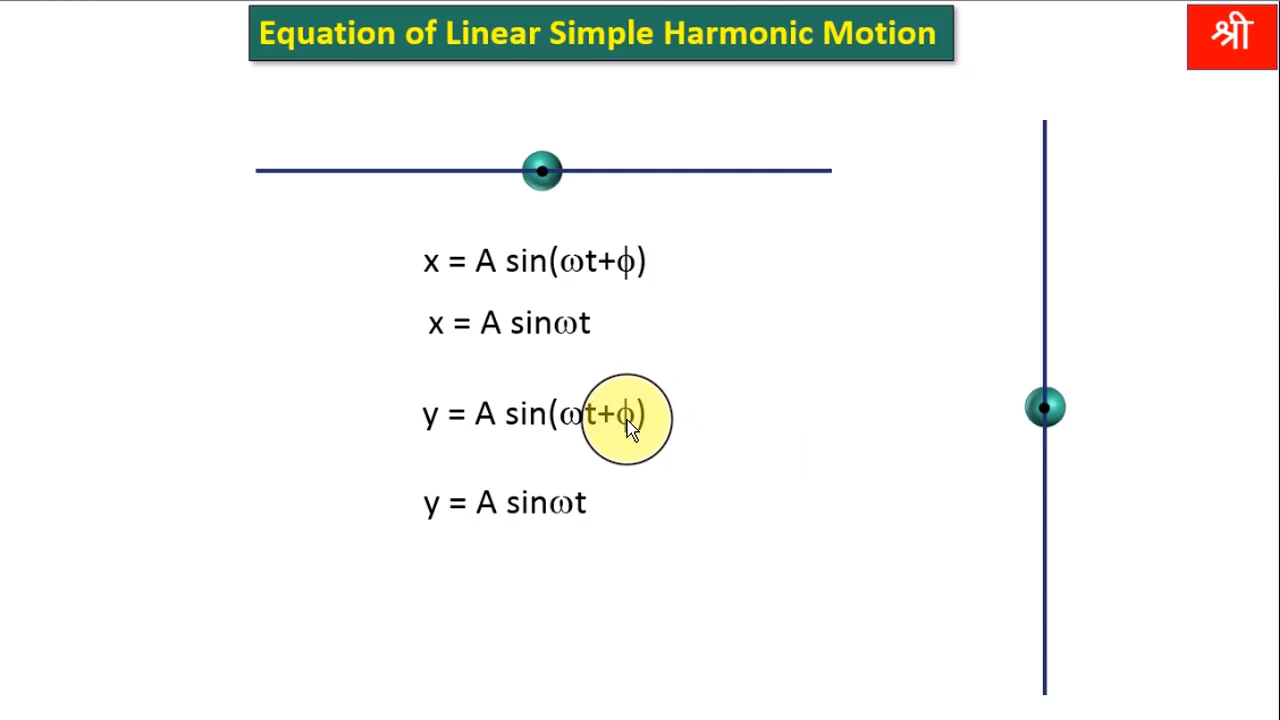 Equation of Linear Simple Harmonic Motion
श्री
x = A sin(ωt+ϕ)
x = A sinωt
y = A sin(ωt+ϕ)
y = A sinωt